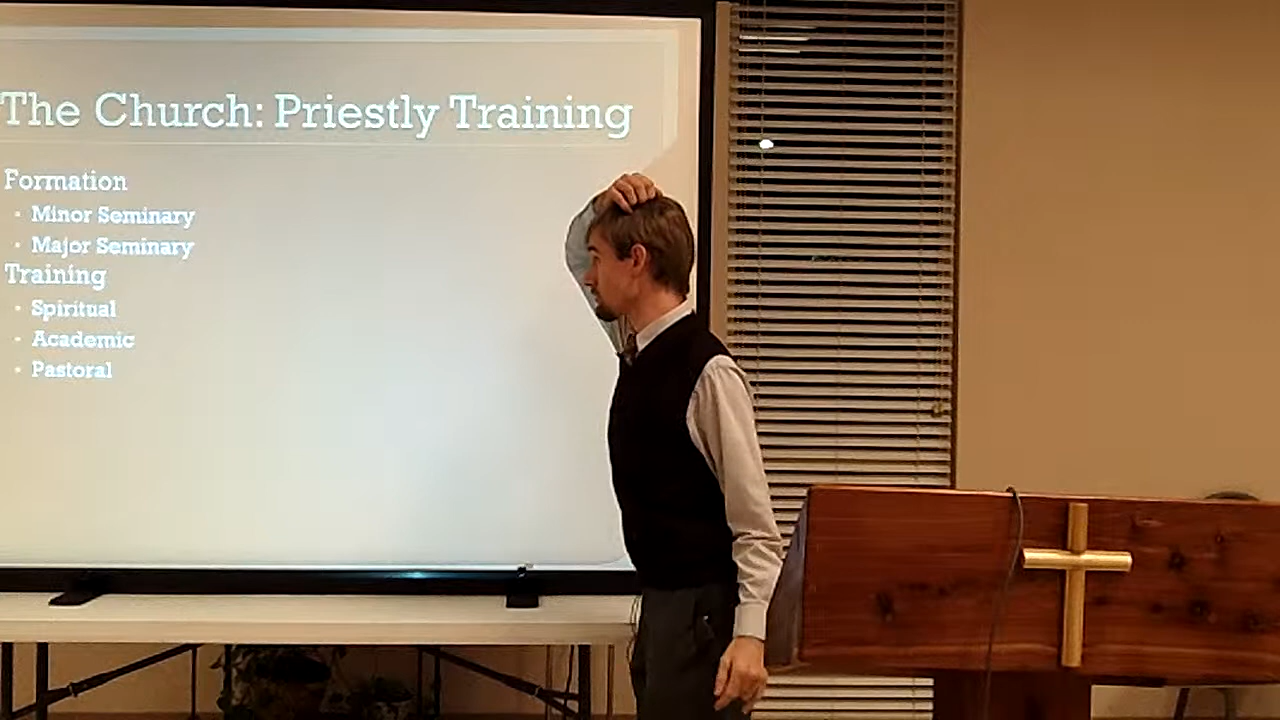 The Church: Priestly Training
Formation
• Minor Seminary
• Major Seminary
Training
• Spiritual
• Academic
• Pastoral